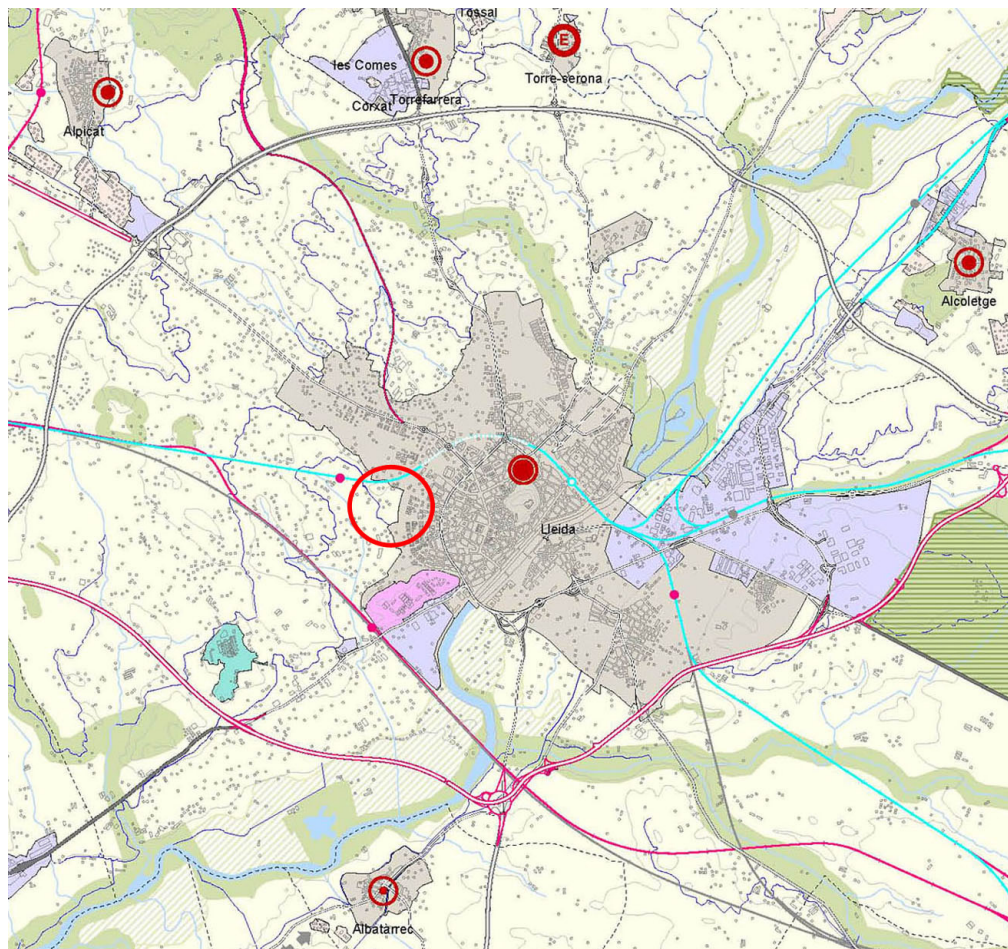 Tossal
E
les Comes
Torre-serona
Corxat
Torrefarrera
Alpicat
Alcoletge
Lleida
Albatàrrec